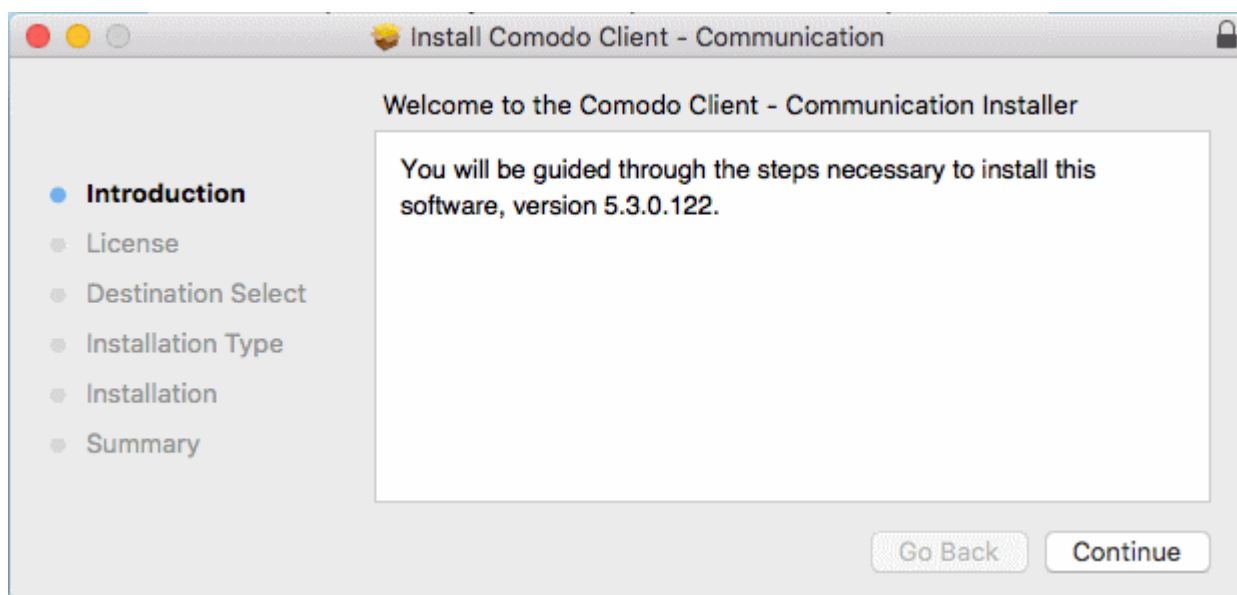 Install Comodo Client - Communication
Welcome to the Comodo Client - Communication Installer
Introduction
License
Destination Select
Installation Type
Installation
Summary
You will be guided through the steps necessary to install this
software, version 5.3.0.122.
Go Back
Continue